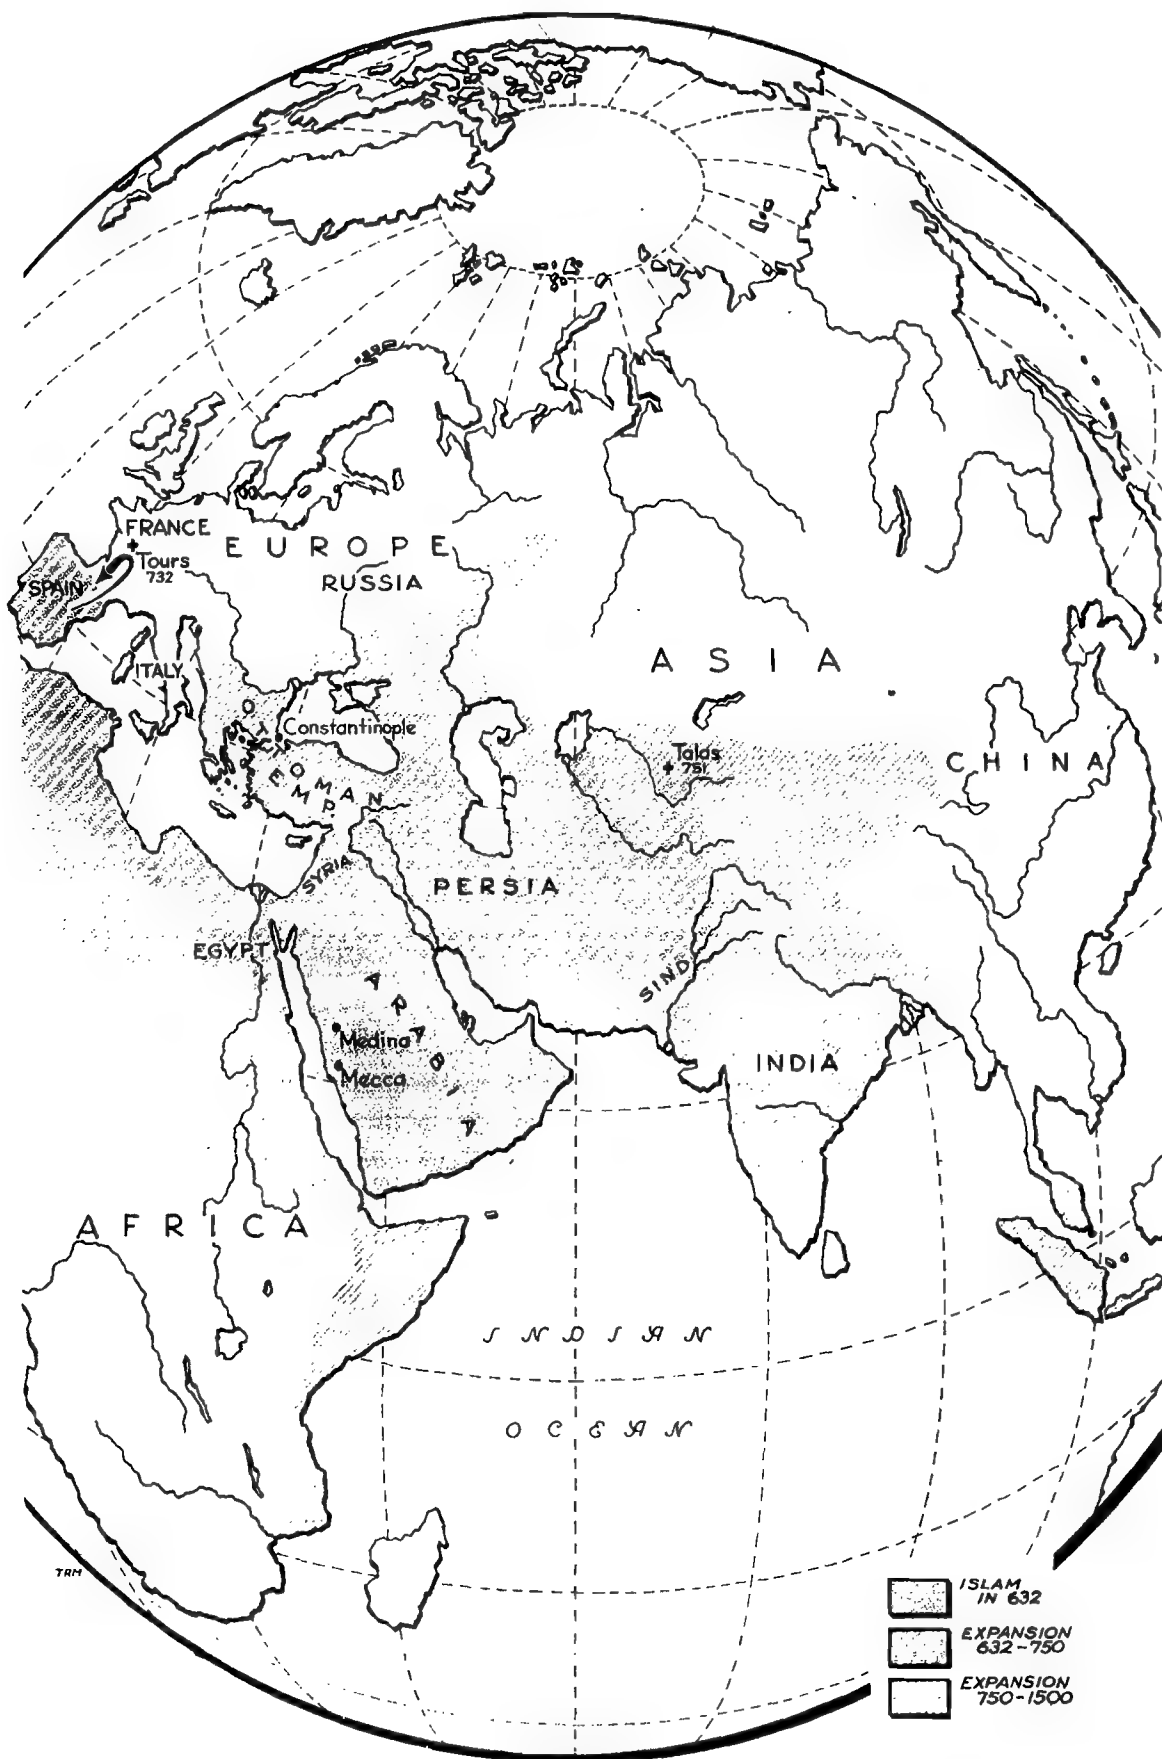 FRANCE
Tours
732
EUROPE
RUSSIA
SPAIN
ITALY
ASIA
Constantinople
OTTOMAN
EMP.
Talas
751
CHINA
SYRIA
PERSIA
EGYPT
SIND
ARABIA
Medina
Mecca
INDIA
AFRICA
INDIAN
OCEAN
TRM
ISLAM
IN 632
EXPANSION
632-750
EXPANSION
750-1500